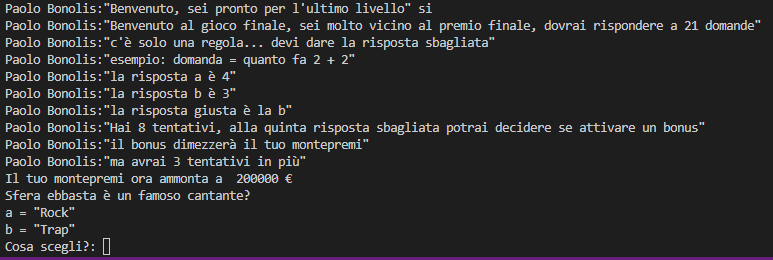 Paolo Bonolis:"Benvenuto, sei pronto per l'ultimo livello" si
Paolo Bonolis:"Benvenuto al gioco finale, sei molto vicino al premio finale, dovrai rispondere a 21 domande"
Paolo Bonolis:"c'è solo una regola... devi dare la risposta sbagliata"
Paolo Bonolis:"esempio: domanda = quanto fa 2 + 2"
Paolo Bonolis:"la risposta a è 4"
Paolo Bonolis:"la risposta b è 3"
Paolo Bonolis:"la risposta giusta è la b"
Paolo Bonolis:"Hai 8 tentativi, alla quinta risposta sbagliata potrai decidere se attivare un bonus"
Paolo Bonolis:"il bonus dimezzerà il tuo montepremi"
Paolo Bonolis:"ma avrai 3 tentativi in più"
Il tuo montepremi ora ammonta a  200000 €
Sfera ebbasta è un famoso cantante?
a = "Rock"
b = "Trap"
Cosa scegli?: